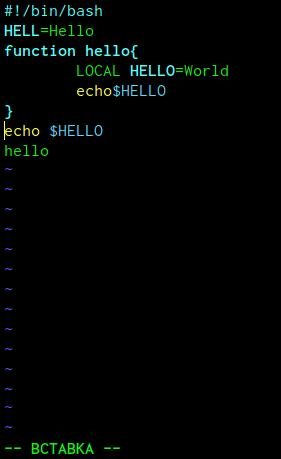 #!/bin/bash
HELL=Hello
function hello{
        LOCAL HELLO=World
        echo$HELLO
}
echo $HELLO
hello
~
~
~
~
~
~
~
~
~
~
~
~
~
~
-- ВСТАВКА --